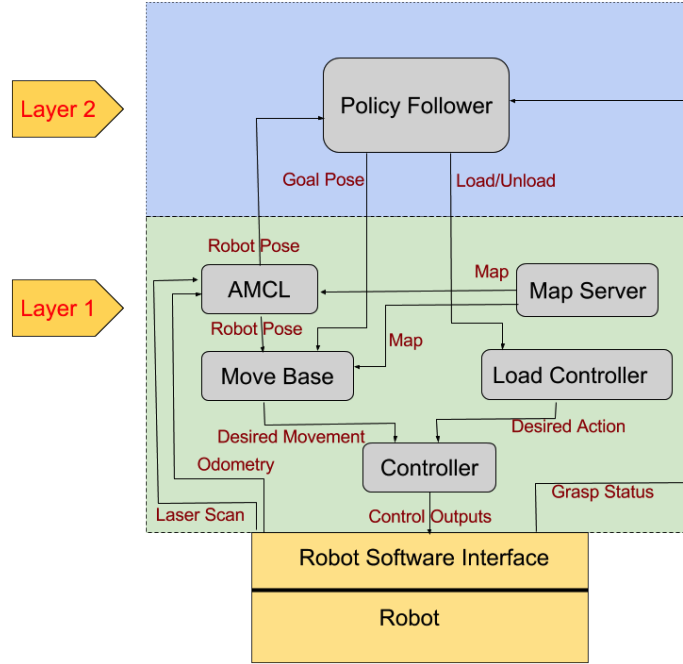 Layer 2
Policy Follower
Goal Pose
Load/Unload
Robot Pose
Layer 1
AMCL
Map
Map Server
Robot Pose
Map
Move Base
Load Controller
Desired Movement
Desired Action
Odometry
Controller
Grasp Status
Laser Scan
Control Outputs
Robot Software Interface
Robot